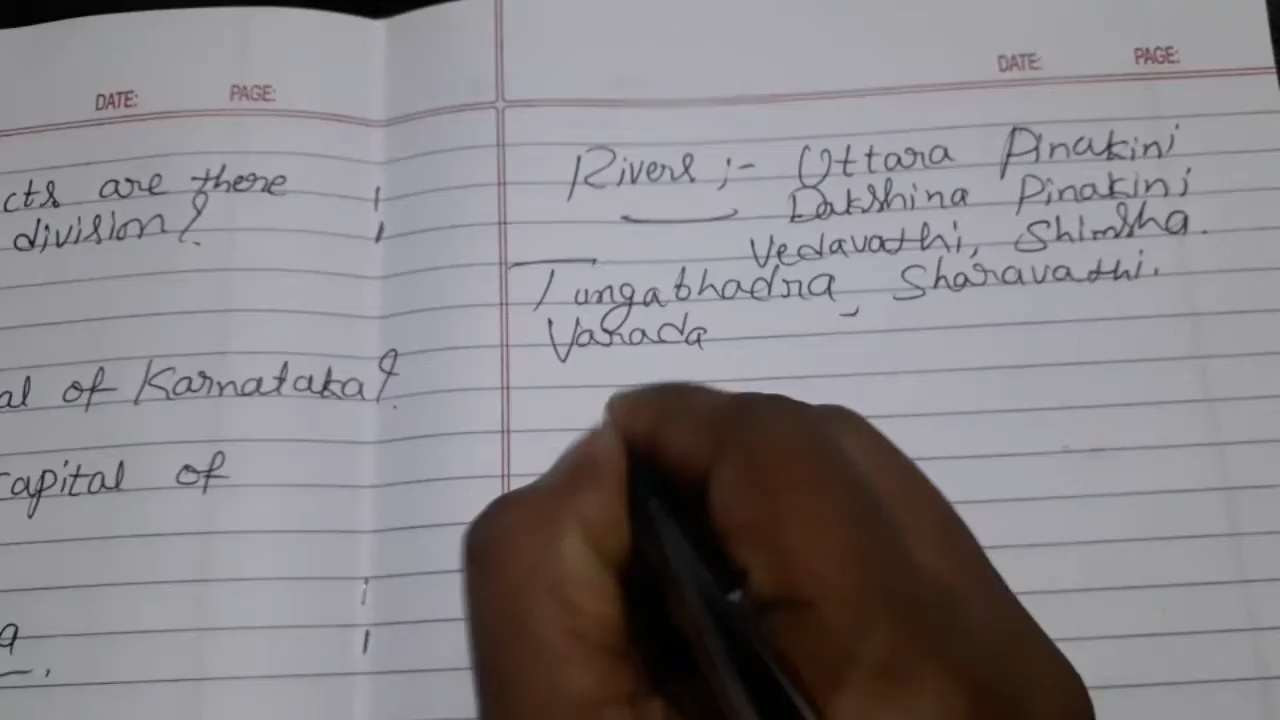 DATE: PAGE:
cts are there
division?
al of Karnataka?
capital of
DATE: PAGE:
Rivers :- Uttara Pinakini
Dakshina Pinakini
Vedavathi, Shimsha.
Tungabhadra, Sharavathi.
Varada